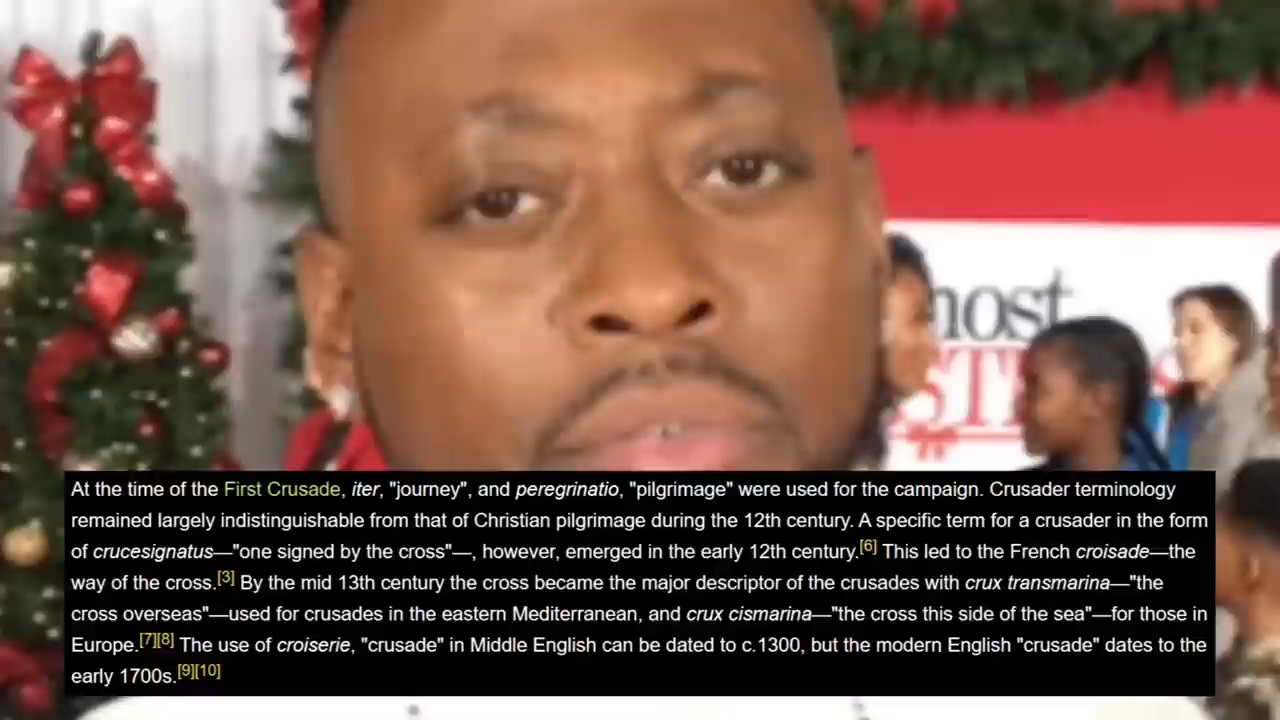 most
STM
At the time of the First Crusade, iter, "journey", and peregrinatio, "pilgrimage" were used for the campaign. Crusader terminology
remained largely indistinguishable from that of Christian pilgrimage during the 12th century. A specific term for a crusader in the form
of crucesignatus—"one signed by the cross"—, however, emerged in the early 12th century.[6] This led to the French croisade—the
way of the cross.[3] By the mid 13th century the cross became the major descriptor of the crusades with crux transmarina—"the
cross overseas"—used for crusades in the eastern Mediterranean, and crux cismarina—"the cross this side of the sea"—for those in
Europe.[7][8] The use of croiserie, "crusade" in Middle English can be dated to c.1300, but the modern English "crusade" dates to the
early 1700s.[9][10]